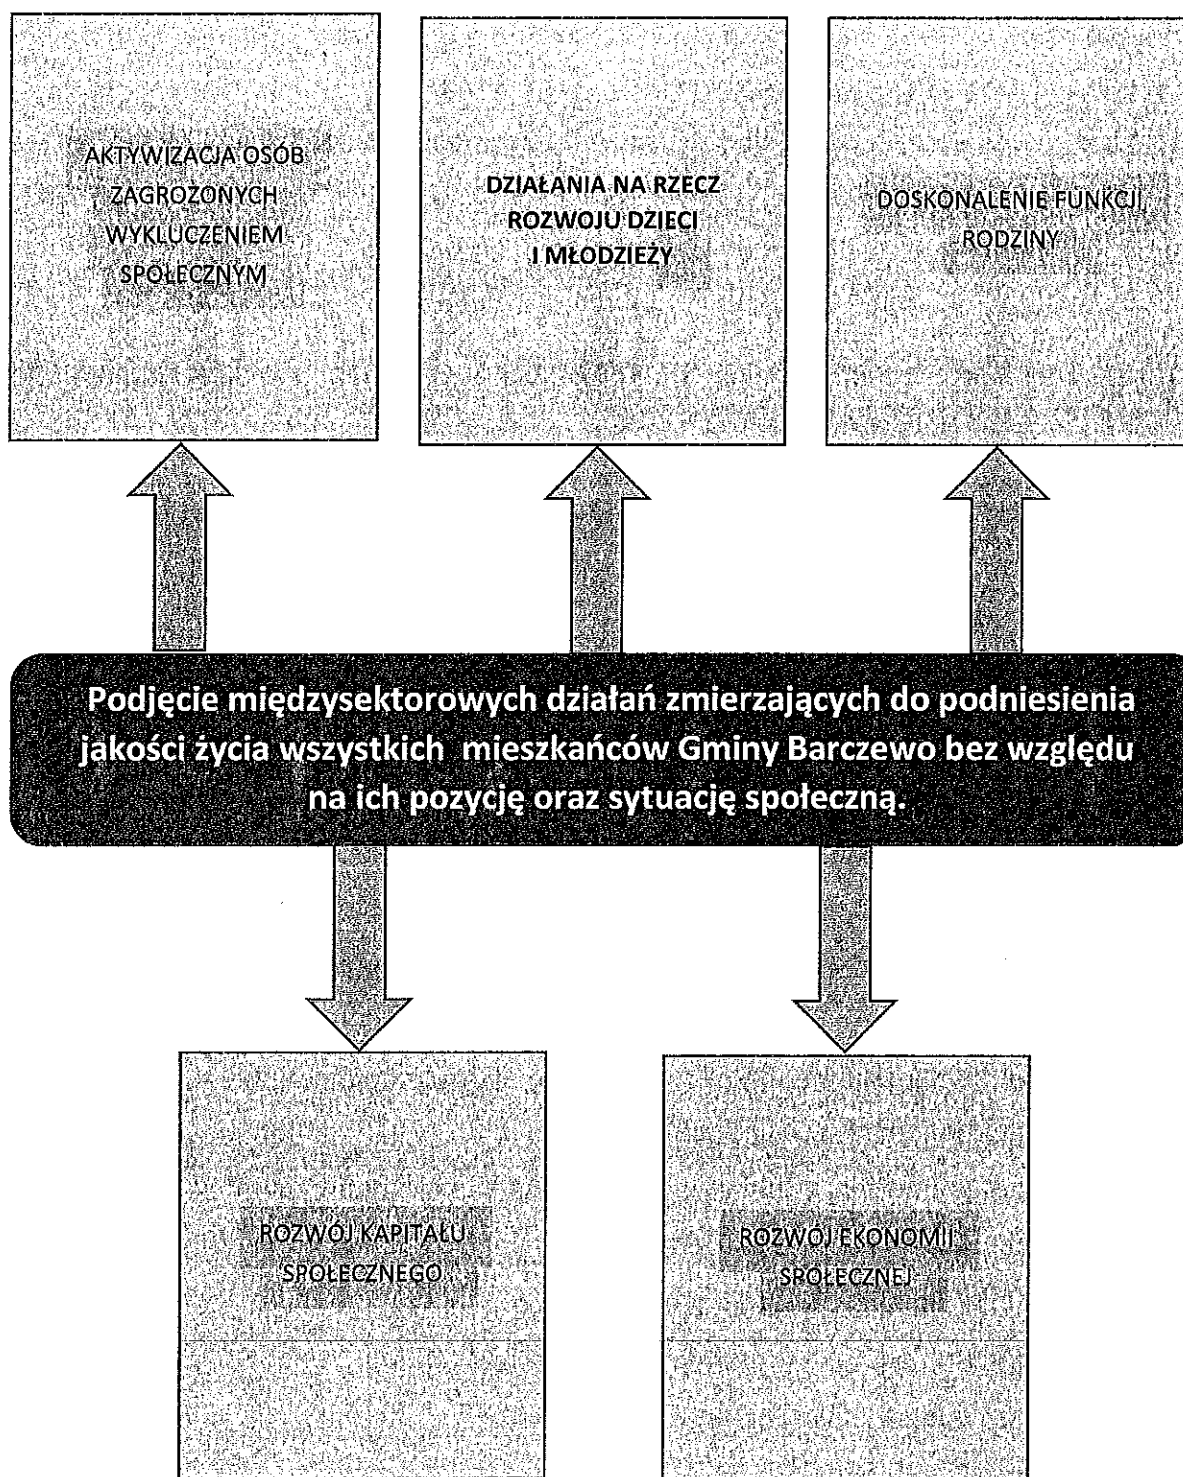 AKTYWIZACJA OSÓB
ZAGROŻONYCH
WYKLUCZENIEM
SPOŁECZNYM
DZIAŁANIA NA RZECZ
ROZWOJU DZIECI
I MŁODZIEŻY
DOSKONALENIE FUNKCJI
RODZINY
Podjęcie międzysektorowych działań zmierzających do podniesienia
jakości życia wszystkich mieszkańców Gminy Barczewo bez względu
na ich pozycję oraz sytuację społeczną.
ROZWÓJ KAPITAŁU
SPOŁECZNEGO
ROZWÓJ EKONOMII
SPOŁECZNEJ